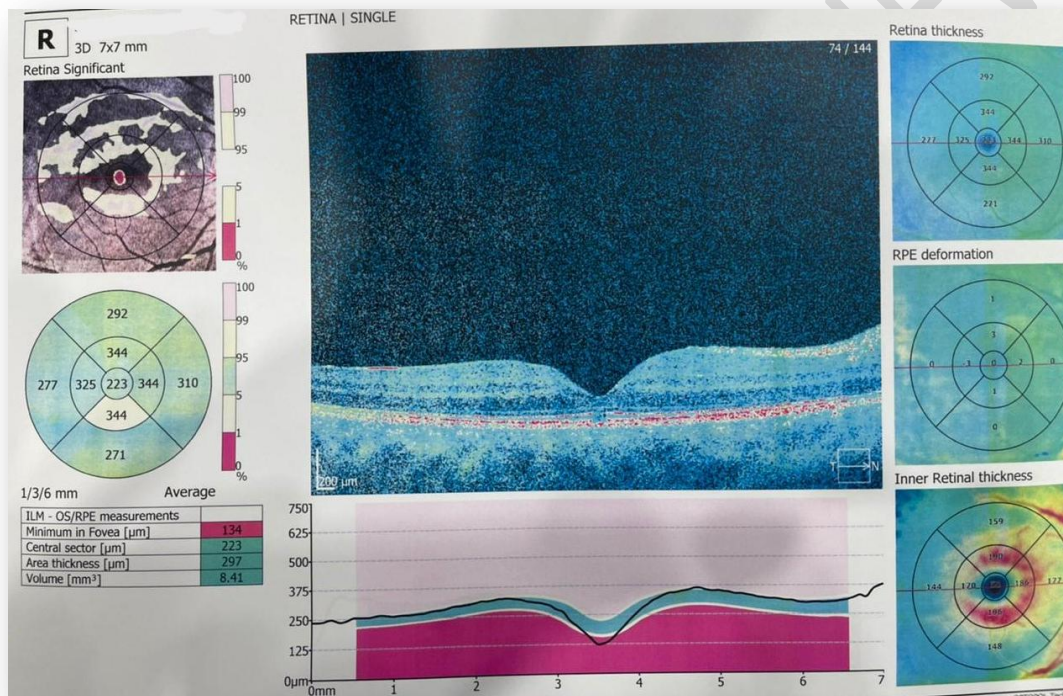 RETINA | SINGLE
R 3D 7x7 mm
Retina Significant
100
99
95
5
1
0
%
74 / 144
T N
200 µm
Retina thickness
292
344
277 325 223 344 310
344
271
292
344
277 325 223 344 310
344
271
100
99
95
5
1
0
%
RPE deformation
1
3
0 0 2 0
1
0
1/3/6 mm Average
ILM - OS/RPE measurements
Minimum in Fovea [µm] 134
Central sector [µm] 223
Area thickness [µm] 297
Volume [mm³] 8.41
750
625
500
375
250
125
0µm
0mm 1 2 3 4 5 6 7
Inner Retinal thickness
159
190
144 170 186 177
186
148